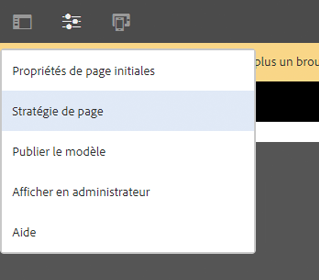 plus un brou
Propriétés de page initiales
Stratégie de page
Publier le modèle
Afficher en administrateur
Aide